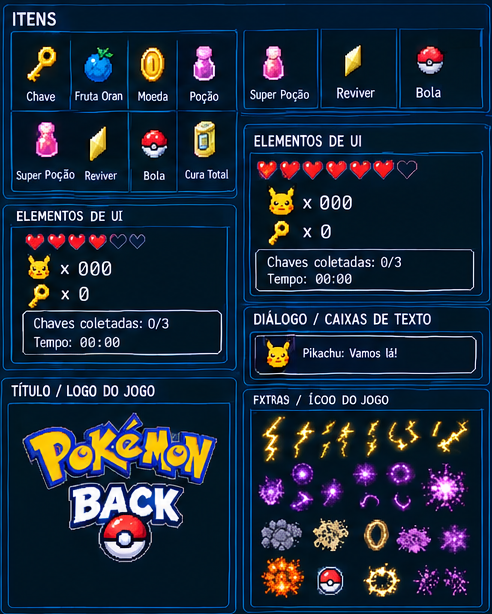 ITENS
Chave
Fruta Oran
Moeda
Poção
Super Poção
Reviver
Bola
Super Poção
Reviver
Bola
Cura Total
ELEMENTOS DE UI
x 000
x 0
Chaves coletadas: 0/3
Tempo: 00:00
ELEMENTOS DE UI
x 000
x 0
Chaves coletadas: 0/3
Tempo: 00:00
DIÁLOGO / CAIXAS DE TEXTO
Pikachu: Vamos lá!
TÍTULO / LOGO DO JOGO
POKÉMON
BACK
FXTRAS / ÍCOO DO JOGO